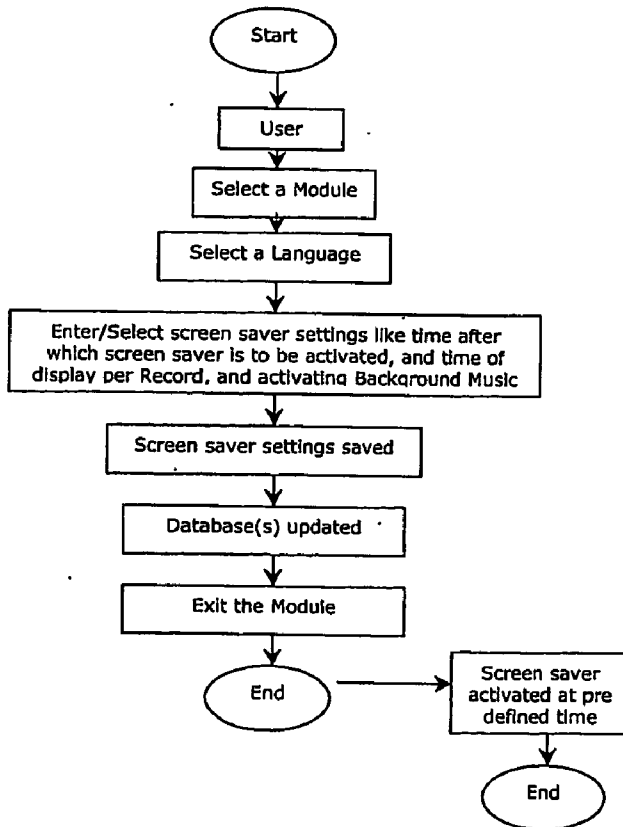 Start
User
Select a Module
Select a Language
Enter/Select screen saver settings like time after
which screen saver is to be activated, and time of
display per Record, and activating Background Music
Screen saver settings saved
Database(s) updated
Exit the Module
End
Screen saver
activated at pre
defined time
End